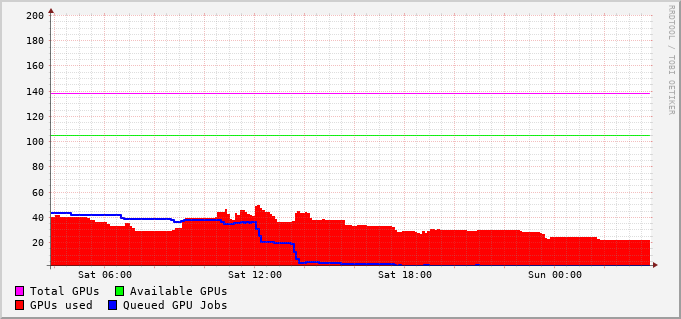 200
180
160
140
120
100
80
60
40
20
Sat 06:00 Sat 12:00 Sat 18:00 Sun 00:00
Total GPUs Available GPUs
GPUs used Queued GPU Jobs
RRDTOOL / TOBI OETIKER